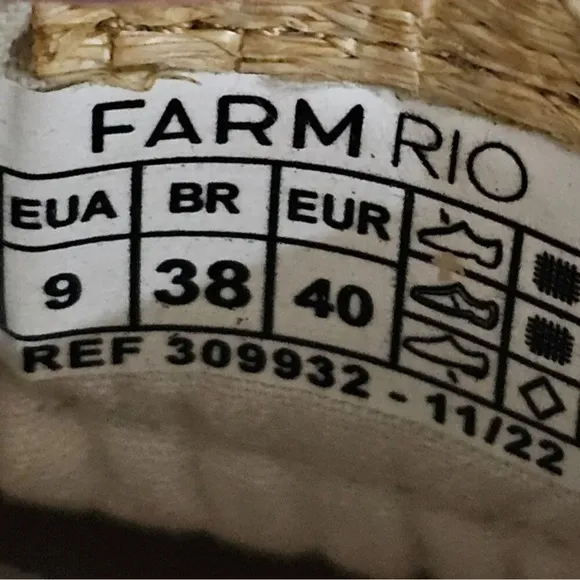 FARM RIO
EUA BR EUR
9 38 40
REF 309932 - 11/22